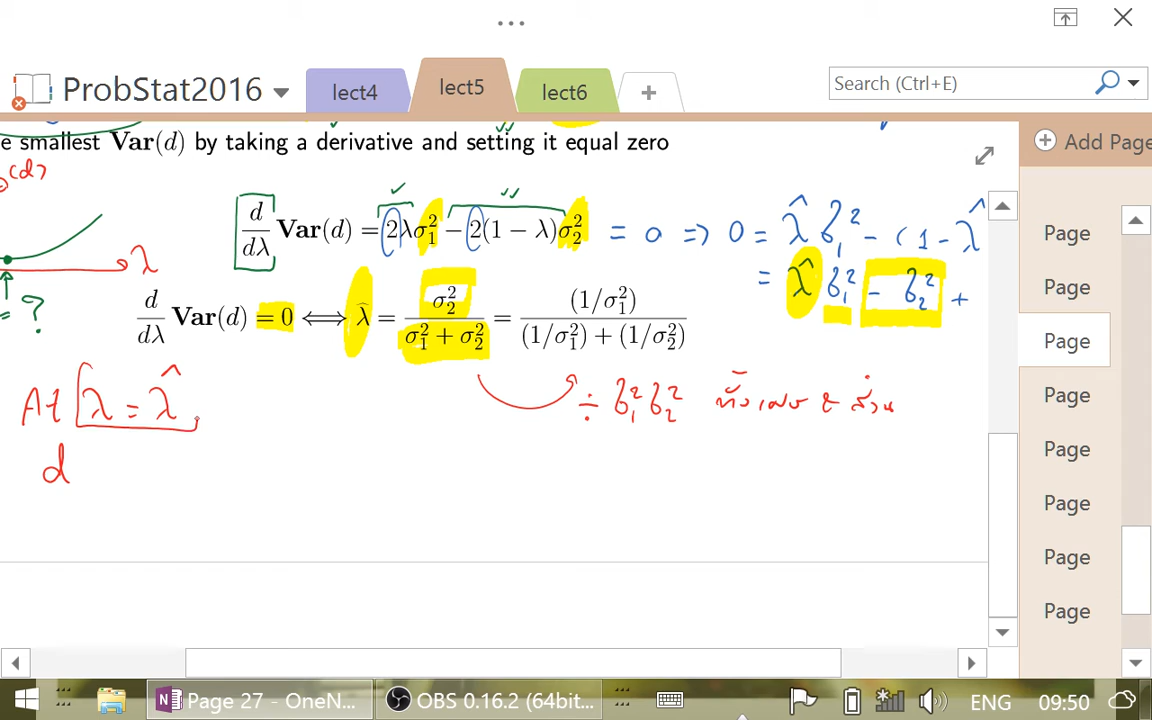 ProbStat2016
lect4
lect5
lect6
Search (Ctrl+E)
e smallest Var(d) by taking a derivative and setting it equal zero
Add Page
(d)
d/dλ Var(d) = 2λσ₁² − 2(1 − λ)σ₂² = 0 => 0 = λ̂ σ₁² − (1 − λ̂
= λ̂ σ₁² − σ₂² +
λ
= ?
d/dλ Var(d) = 0 ⟺ λ̂ = σ₂²/(σ₁² + σ₂²) = (1/σ₁²)/((1/σ₁²) + (1/σ₂²))
At λ = λ̂,
÷ σ₁² σ₂² ทั้งเศษ & ส่วน
d
Page
Page
Page
Page
Page
Page
Page
Page
Page 27 - OneN...
OBS 0.16.2 (64bit...
ENG
09:50